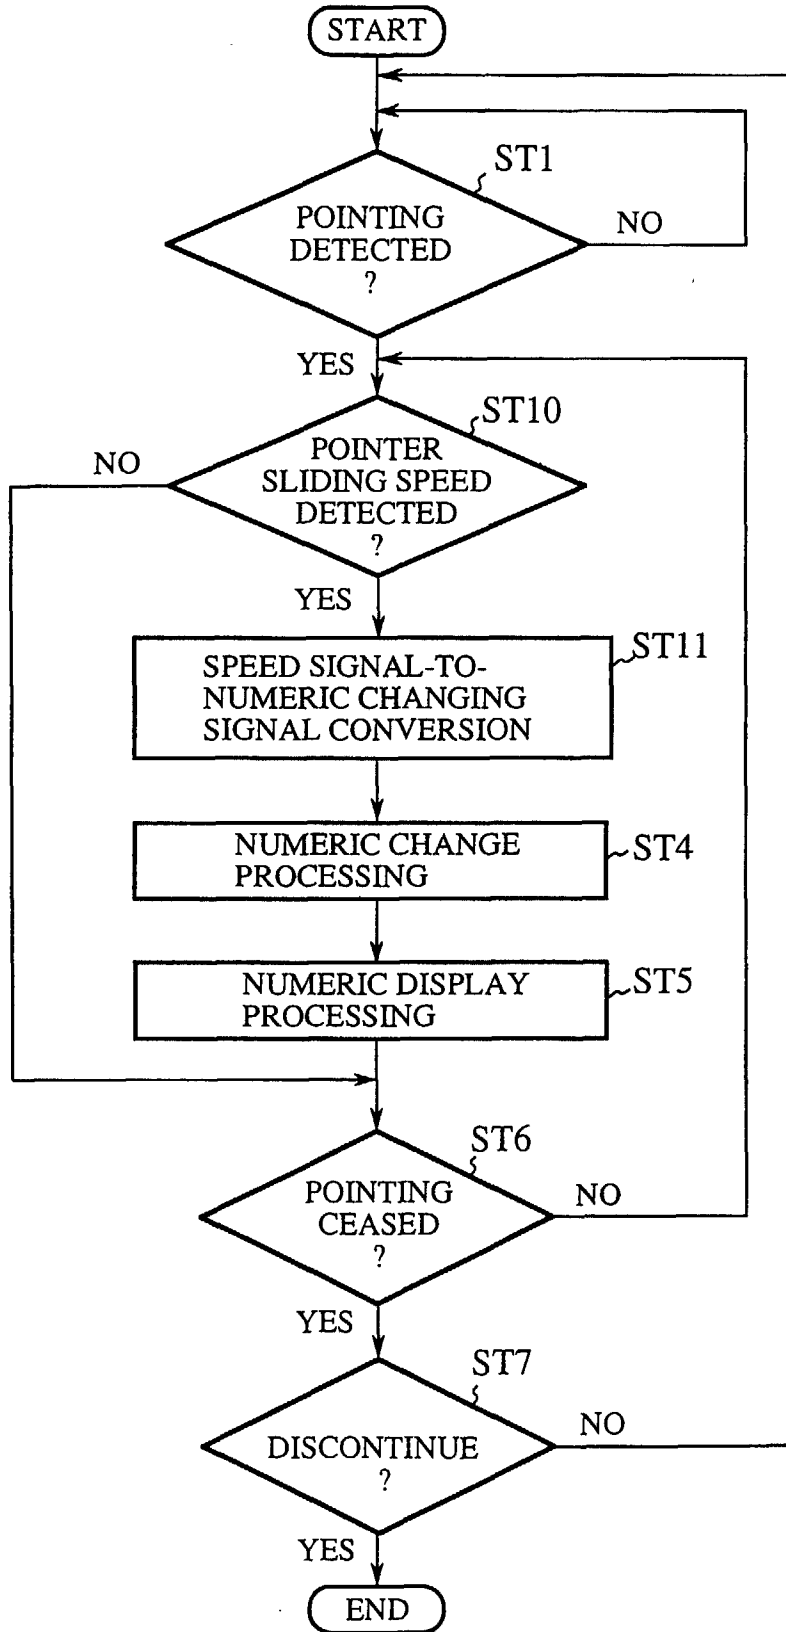 START
ST1
POINTING
DETECTED
?
NO
YES
ST10
NO
POINTER
SLIDING SPEED
DETECTED
?
YES
ST11
SPEED SIGNAL-TO-
NUMERIC CHANGING
SIGNAL CONVERSION
NUMERIC CHANGE
PROCESSING
ST4
NUMERIC DISPLAY
PROCESSING
ST5
ST6
POINTING
CEASED
?
NO
YES
ST7
DISCONTINUE
?
NO
YES
END